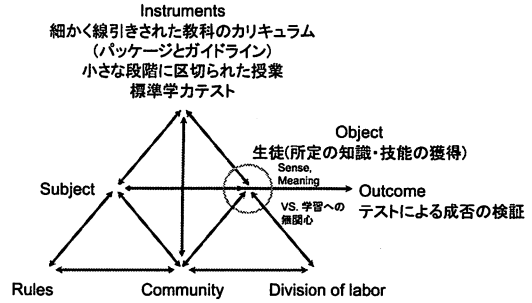 Instruments
細かく線引きされた教科のカリキュラム
(パッケージとガイドライン)
小さな段階に区切られた授業
標準学力テスト
Object
生徒(所定の知識・技能の獲得)
Sense,
Meaning
Subject
Outcome
VS. 学習への
無関心
テストによる成否の検証
Rules
Community
Division of labor